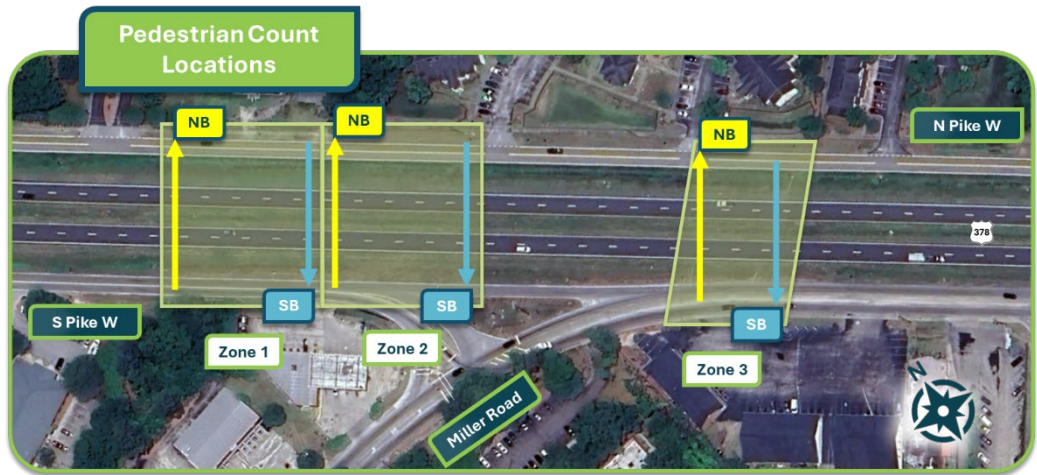 Pedestrian Count
Locations
NB
NB
NB
N Pike W
378
SB
SB
SB
S Pike W
Zone 1
Zone 2
Zone 3
Miller Road
N